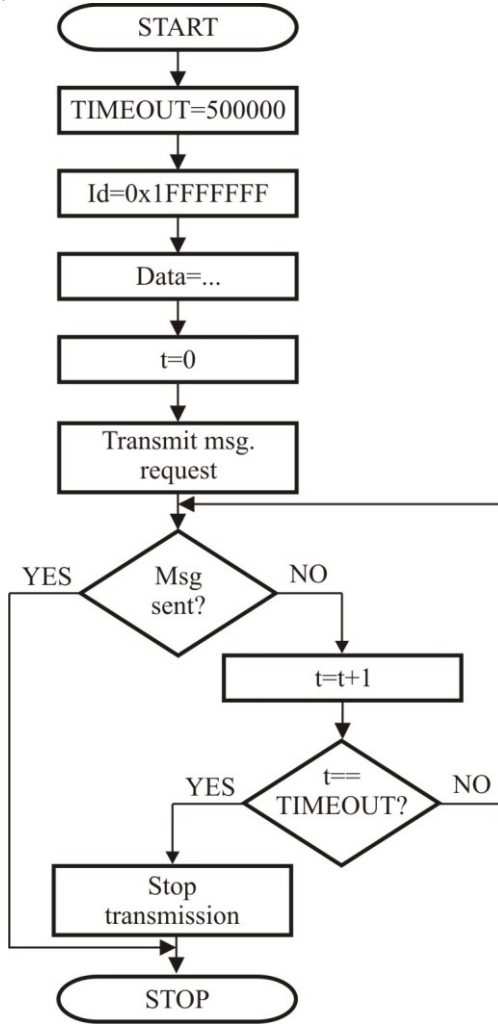 START
TIMEOUT=500000
Id=0x1FFFFFFF
Data=...
t=0
Transmit msg.
request
YES
Msg
sent?
NO
t=t+1
YES
t==
TIMEOUT?
NO
Stop
transmission
STOP